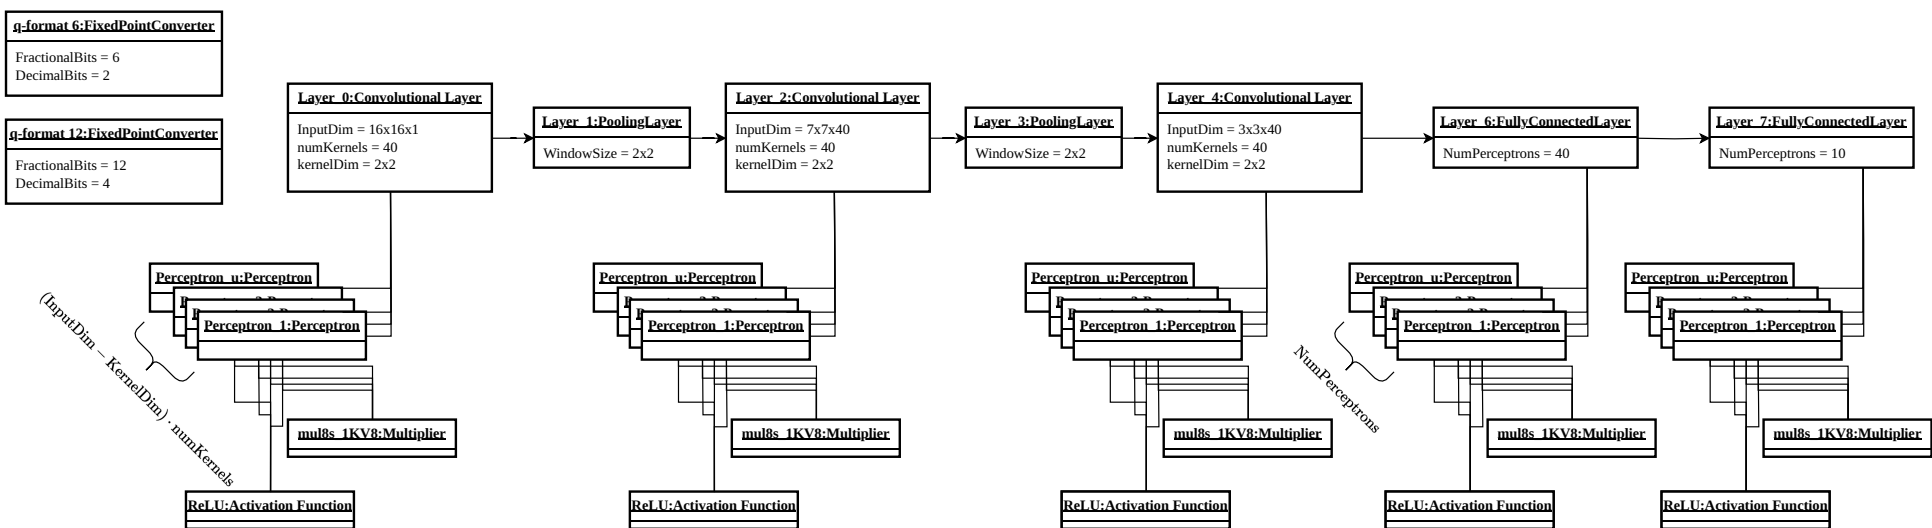 q-format 6:FixedPointConverter
FractionalBits = 6
DecimalBits = 2
q-format 12:FixedPointConverter
FractionalBits = 12
DecimalBits = 4
Layer_0:Convolutional Layer
InputDim = 16x16x1
numKernels = 40
kernelDim = 2x2
Layer_1:PoolingLayer
WindowSize = 2x2
Layer_2:Convolutional Layer
InputDim = 7x7x40
numKernels = 40
kernelDim = 2x2
Layer_3:PoolingLayer
WindowSize = 2x2
Layer_4:Convolutional Layer
InputDim = 3x3x40
numKernels = 40
kernelDim = 2x2
Layer_6:FullyConnectedLayer
NumPerceptrons = 40
Layer_7:FullyConnectedLayer
NumPerceptrons = 10
Perceptron_u:Perceptron
Perceptron_1:Perceptron
(InputDim − KernelDim) · numKernels
mul8s_1KV8:Multiplier
ReLU:Activation Function
Perceptron_u:Perceptron
Perceptron_1:Perceptron
mul8s_1KV8:Multiplier
ReLU:Activation Function
Perceptron_u:Perceptron
Perceptron_1:Perceptron
mul8s_1KV8:Multiplier
ReLU:Activation Function
Perceptron_u:Perceptron
Perceptron_1:Perceptron
NumPerceptrons
mul8s_1KV8:Multiplier
ReLU:Activation Function
Perceptron_u:Perceptron
Perceptron_1:Perceptron
mul8s_1KV8:Multiplier
ReLU:Activation Function